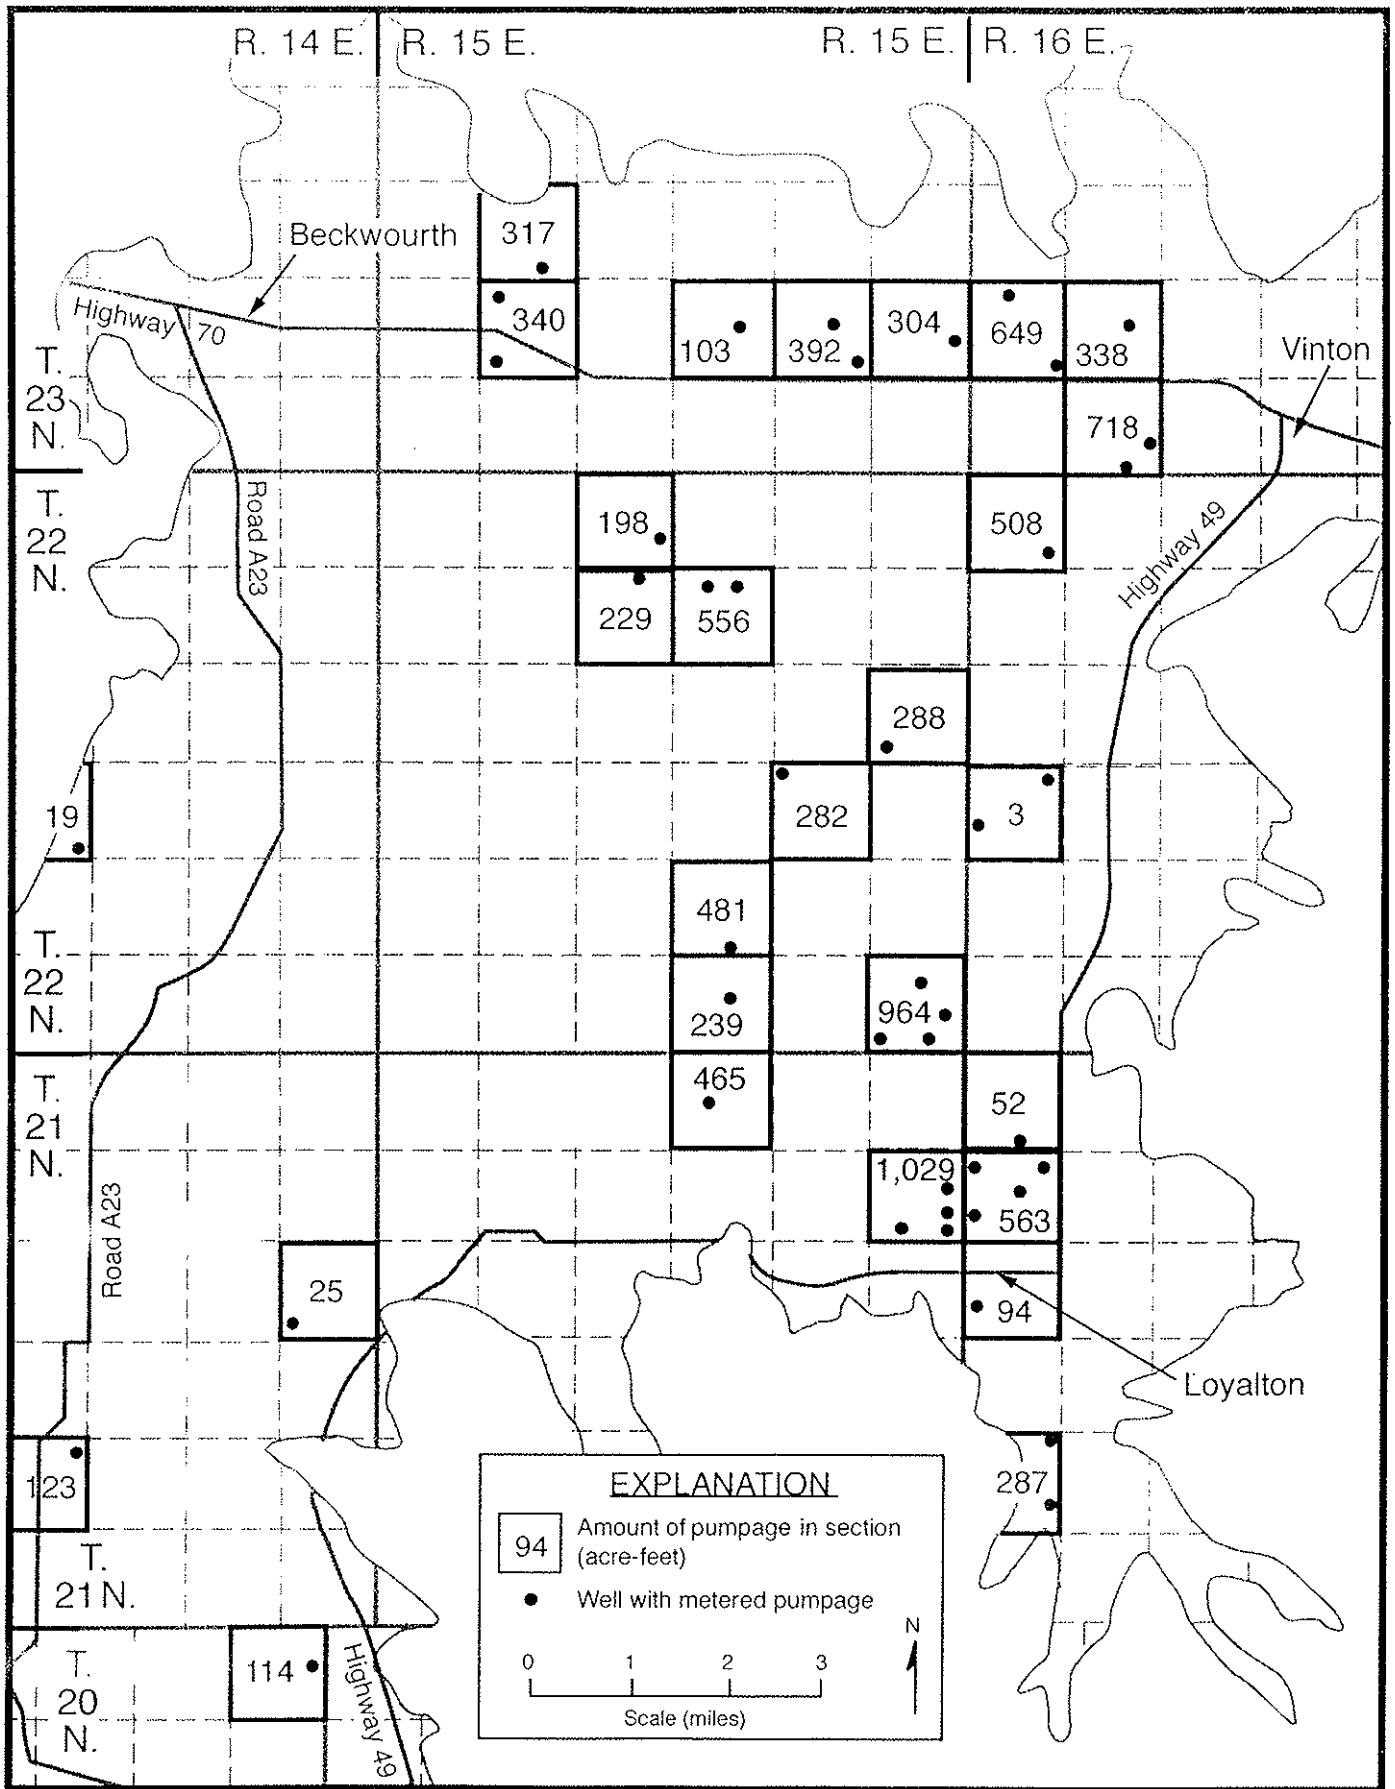 R. 14 E. R. 15 E. R. 15 E. R. 16 E.
317
Beckwourth
Highway 70
340
103 392 304 649 338
Vinton
T.
23
N.
718
T.
22
N.
Road A23
198
508
Highway 49
229 556
288
19
282
3
481
T.
22
N.
964
239
T.
21
N.
465
52
1,029
563
Road A23
25
94
Loyalton
123
287
EXPLANATION
94 Amount of pumpage in section
(acre-feet)
Well with metered pumpage
T.
21 N.
N
0 1 2 3
Scale (miles)
T.
20
N.
114
Highway 49